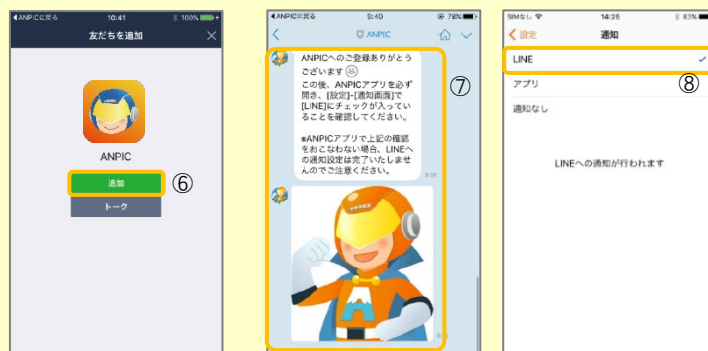 ◀ANPICに戻る 10:41 100%
友だちを追加
ANPIC
追加
⑥
トーク
◀ANPICに戻る 9:40 78%
ANPIC
ANPICへのご登録ありがとう
ございます
この後、ANPICアプリを必ず
開き、[設定]-[通知画面]で
[LINE]にチェックが入ってい
ることを確認してください。
※ANPICアプリで上記の確認
をおこなわない場合、LINEへ
の通知設定は完了いたしませ
んのでご注意ください。
⑦
SIMなし 14:25 83%
設定 通知
LINE
アプリ
⑧
通知なし
LINEへの通知が行われます